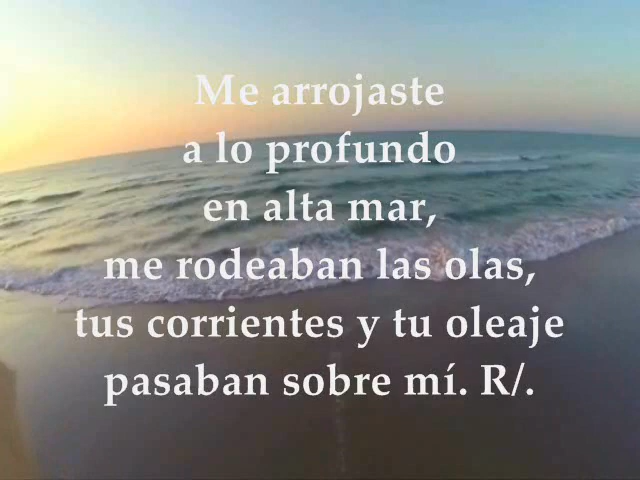 Me arrojaste
a lo profundo
en alta mar,
me rodeaban las olas,
tus corrientes y tu oleaje
pasaban sobre mí. R/.